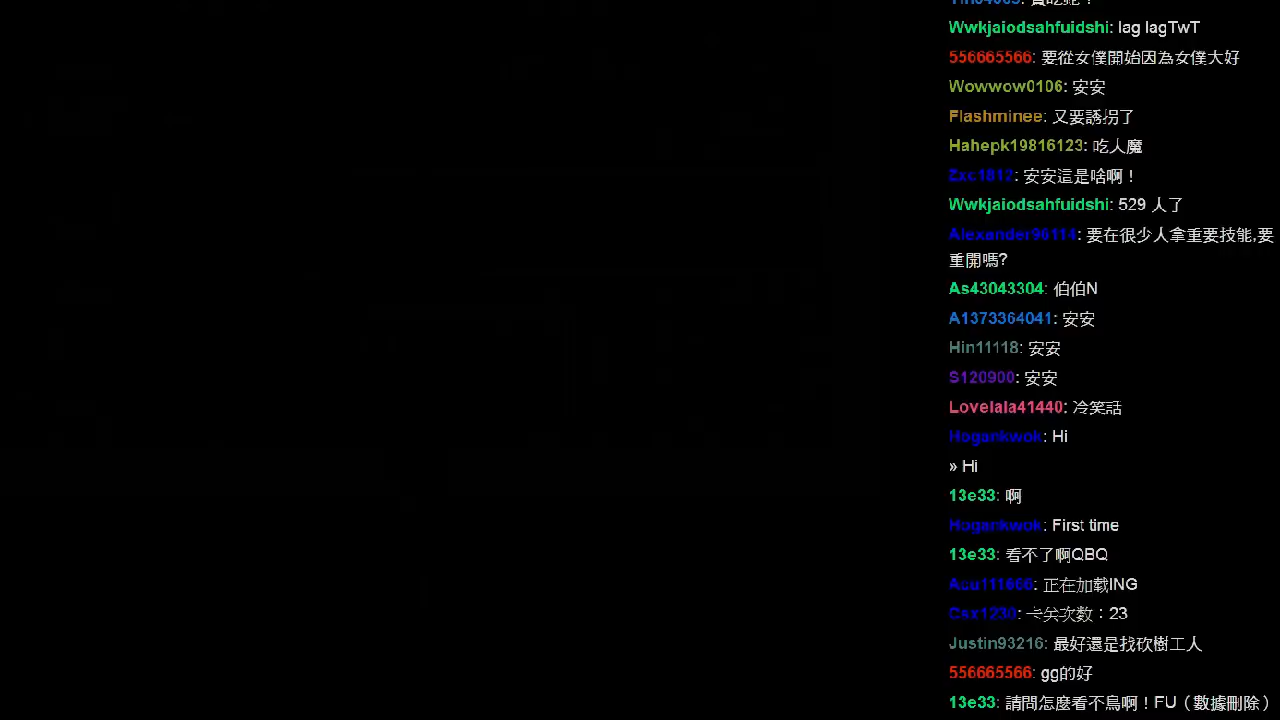 Wwkjaiodsahfuidshi: lag lagTwT
556665566: 要從女僕開始因為女僕大好
Wowwow0106: 安安
Flashminee: 又要誘拐了
Hahepk19816123: 吃人魔
Zxc1812: 安安這是啥啊！
Wwkjaiodsahfuidshi: 529 人了
Alexander96114: 要在很少人拿重要技能,要
重開嗎?
As43043304: 伯伯N
A1373364041: 安安
Hin11118: 安安
S120900: 安安
Lovelala41440: 冷笑話
Hogankwok: Hi
» Hi
13e33: 啊
Hogankwok: First time
13e33: 看不了啊QBQ
Acu111666: 正在加载ING
Csx1230: 卡关次数：23
Justin93216: 最好還是找砍樹工人
556665566: gg的好
13e33: 請問怎麼看不鳥啊！FU（數據刪除）